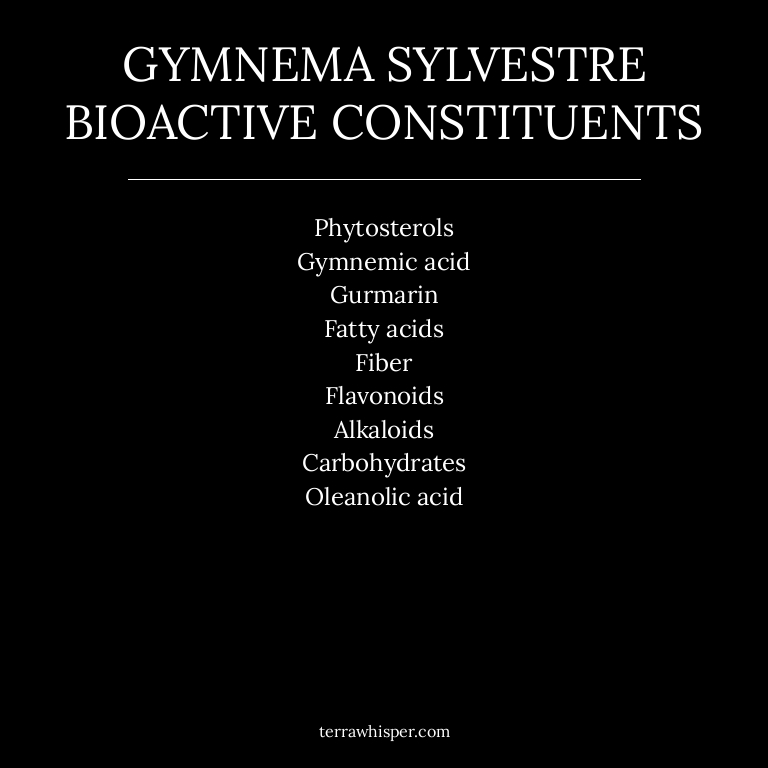 GYMNEMA SYLVESTRE
BIOACTIVE CONSTITUENTS
Phytosterols
Gymnemic acid
Gurmarin
Fatty acids
Fiber
Flavonoids
Alkaloids
Carbohydrates
Oleanolic acid
terrawhisper.com